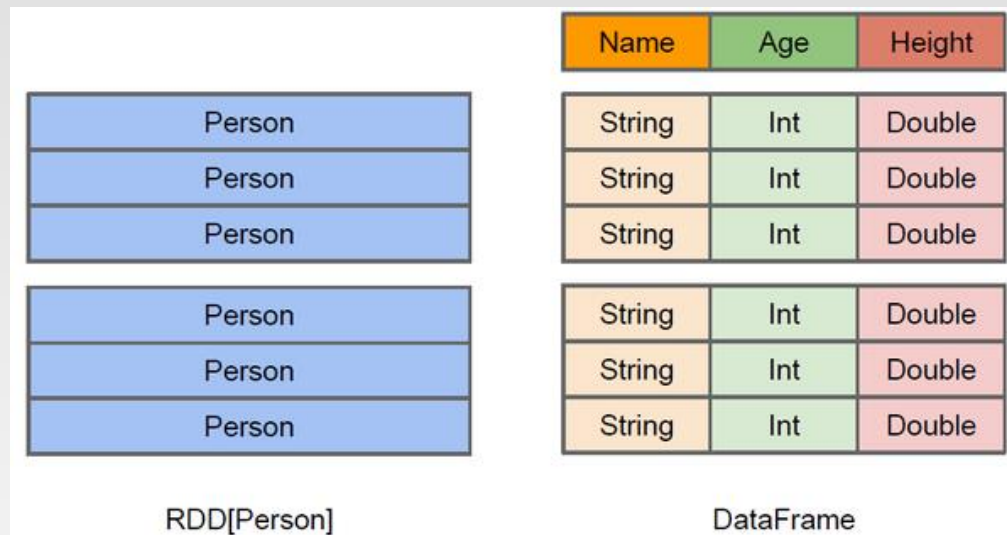 Name Age Height
Person String Int Double
Person String Int Double
Person String Int Double
Person String Int Double
Person String Int Double
Person String Int Double
RDD[Person] DataFrame